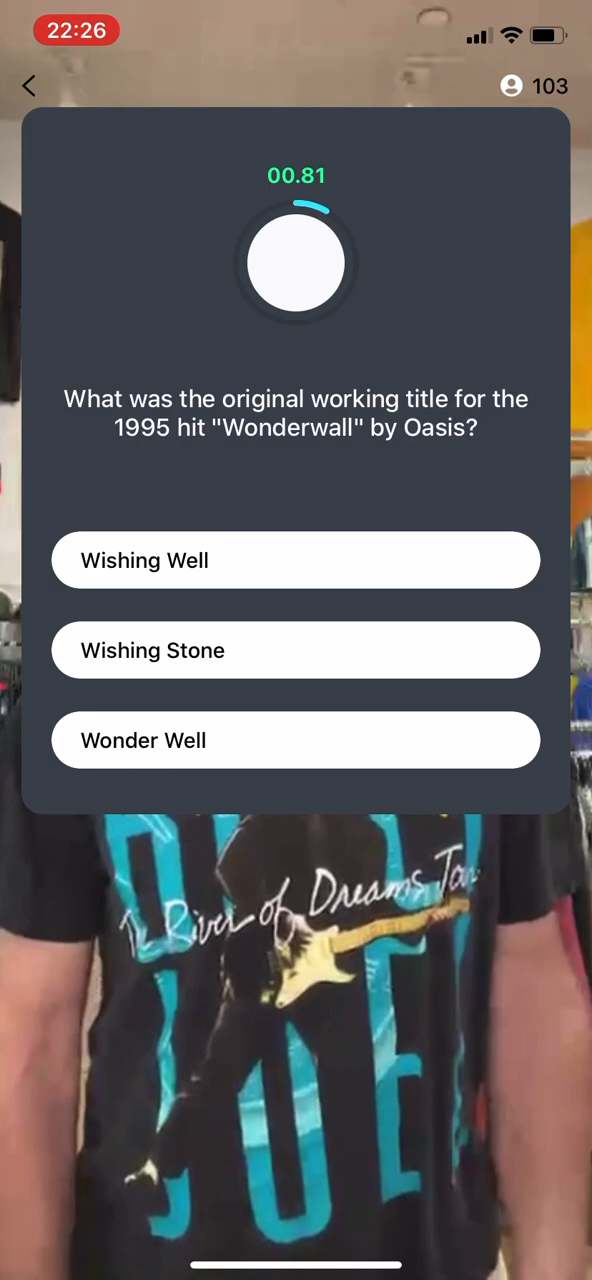 22:26
103
00.81
What was the original working title for the
1995 hit "Wonderwall" by Oasis?
Wishing Well
Wishing Stone
Wonder Well
The River of Dreams Tour
JOEL